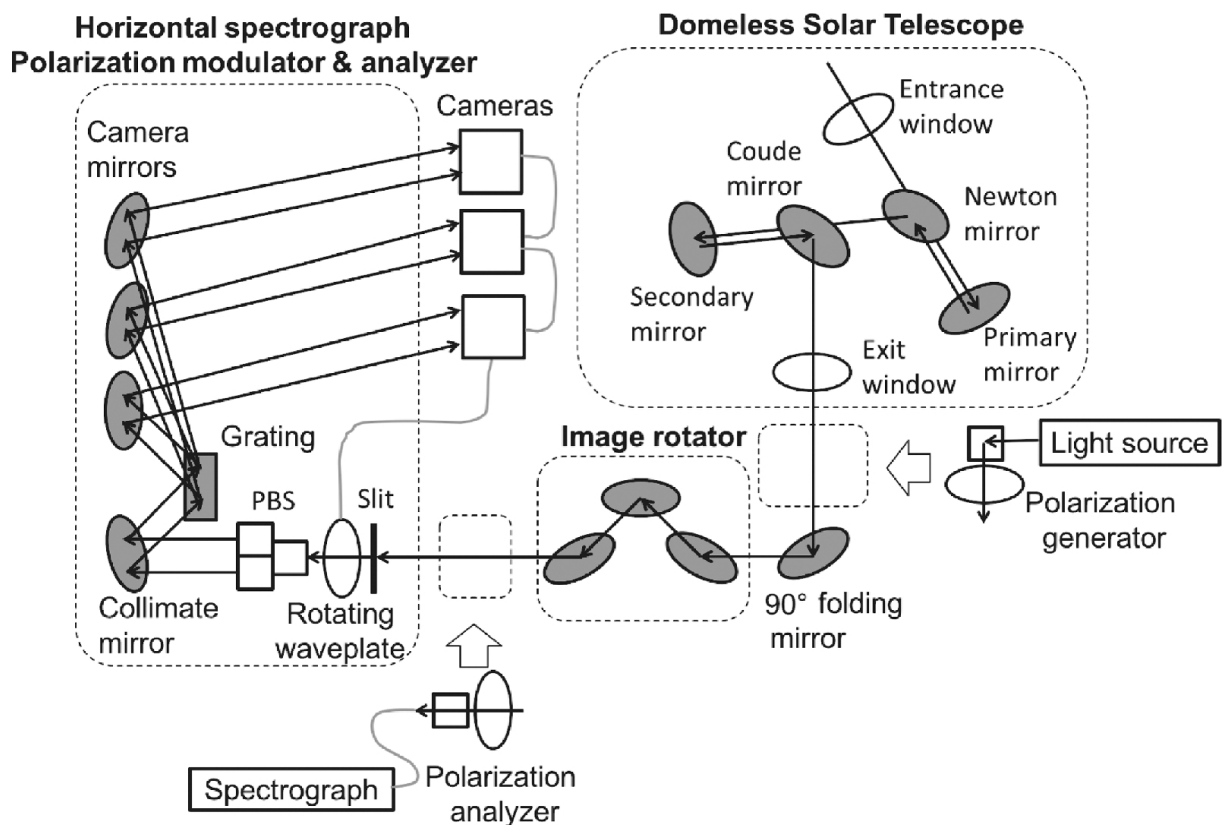 Horizontal spectrograph
Polarization modulator & analyzer
Domeless Solar Telescope
Camera
mirrors
Cameras
Entrance
window
Coude
mirror
Newton
mirror
Secondary
mirror
Primary
mirror
Exit
window
Grating
PBS
Slit
Image rotator
Light source
Polarization
generator
Collimate
mirror
Rotating
waveplate
90° folding
mirror
Spectrograph
Polarization
analyzer